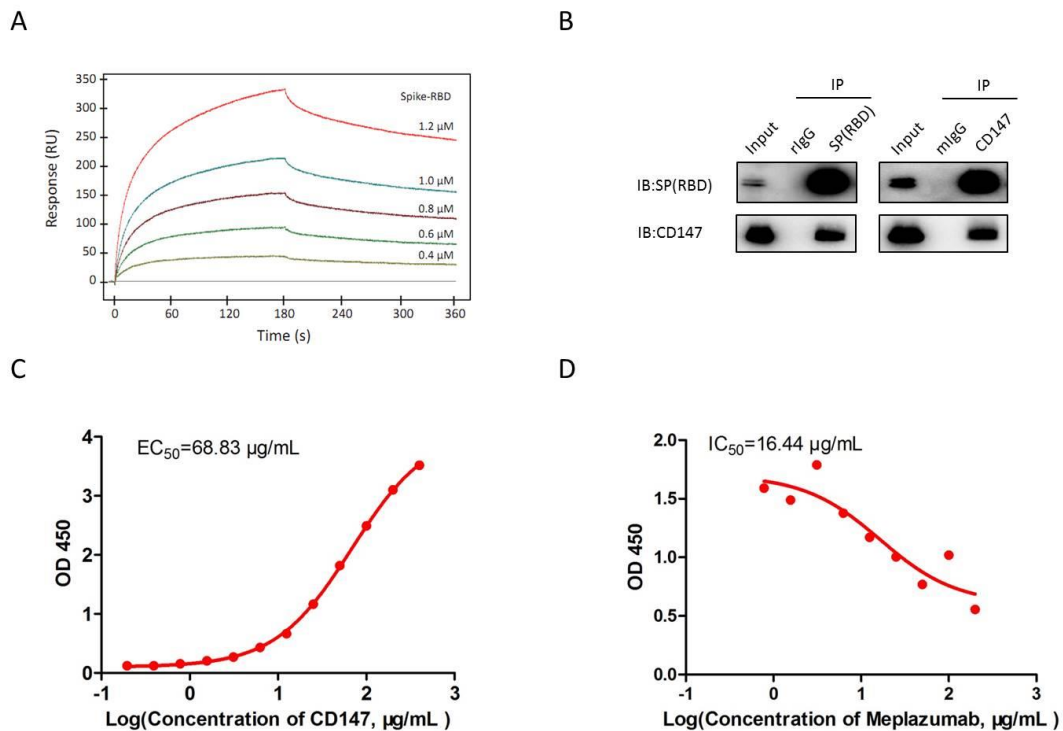 A
Response (RU)
350
300
250
200
150
100
50
0
Spike-RBD
1.2 µM
1.0 µM
0.8 µM
0.6 µM
0.4 µM
0 60 120 180 240 300 360
Time (s)
B
IP IP
Input rIgG SP(RBD) Input mIgG CD147
IB:SP(RBD)
IB:CD147
C
EC50=68.83 µg/mL
OD 450
4
3
2
1
0
-1 0 1 2 3
Log(Concentration of CD147, µg/mL )
D
IC50=16.44 µg/mL
OD 450
2.0
1.5
1.0
0.5
0.0
-1 0 1 2 3
Log(Concentration of Meplazumab, µg/mL )